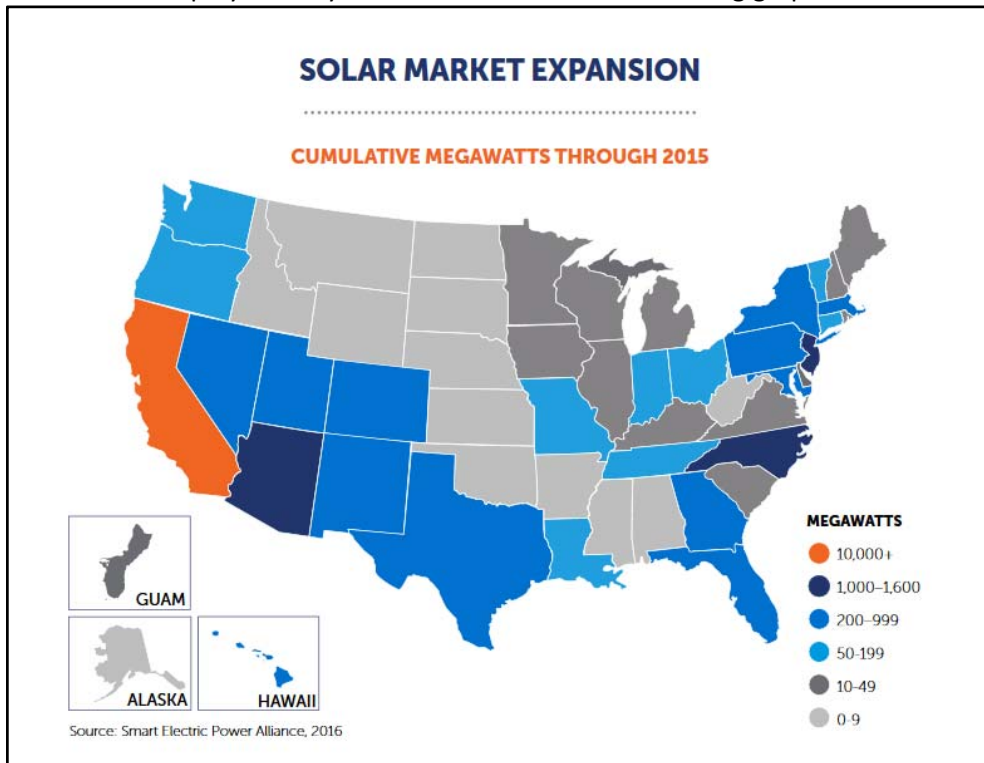 SOLAR MARKET EXPANSION
CUMULATIVE MEGAWATTS THROUGH 2015
MEGAWATTS
10,000+
1,000–1,600
200–999
50-199
10-49
0-9
GUAM
ALASKA
HAWAII
Source: Smart Electric Power Alliance, 2016